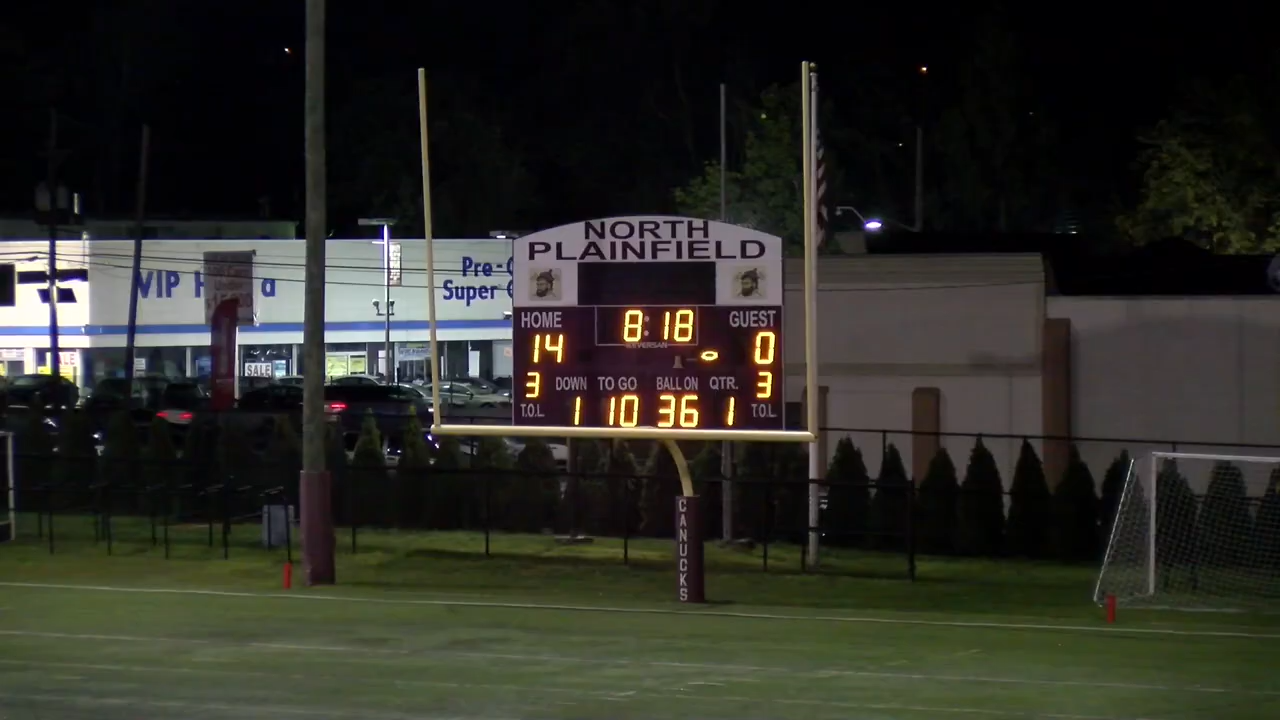 NORTH
PLAINFIELD
VIP
Pre-
Super
HOME 8:18 GUEST
14 0
3 DOWN TO GO BALL ON QTR. 3
T.O.L 1 10 36 1 T.O.L
SALE
CANUCKS